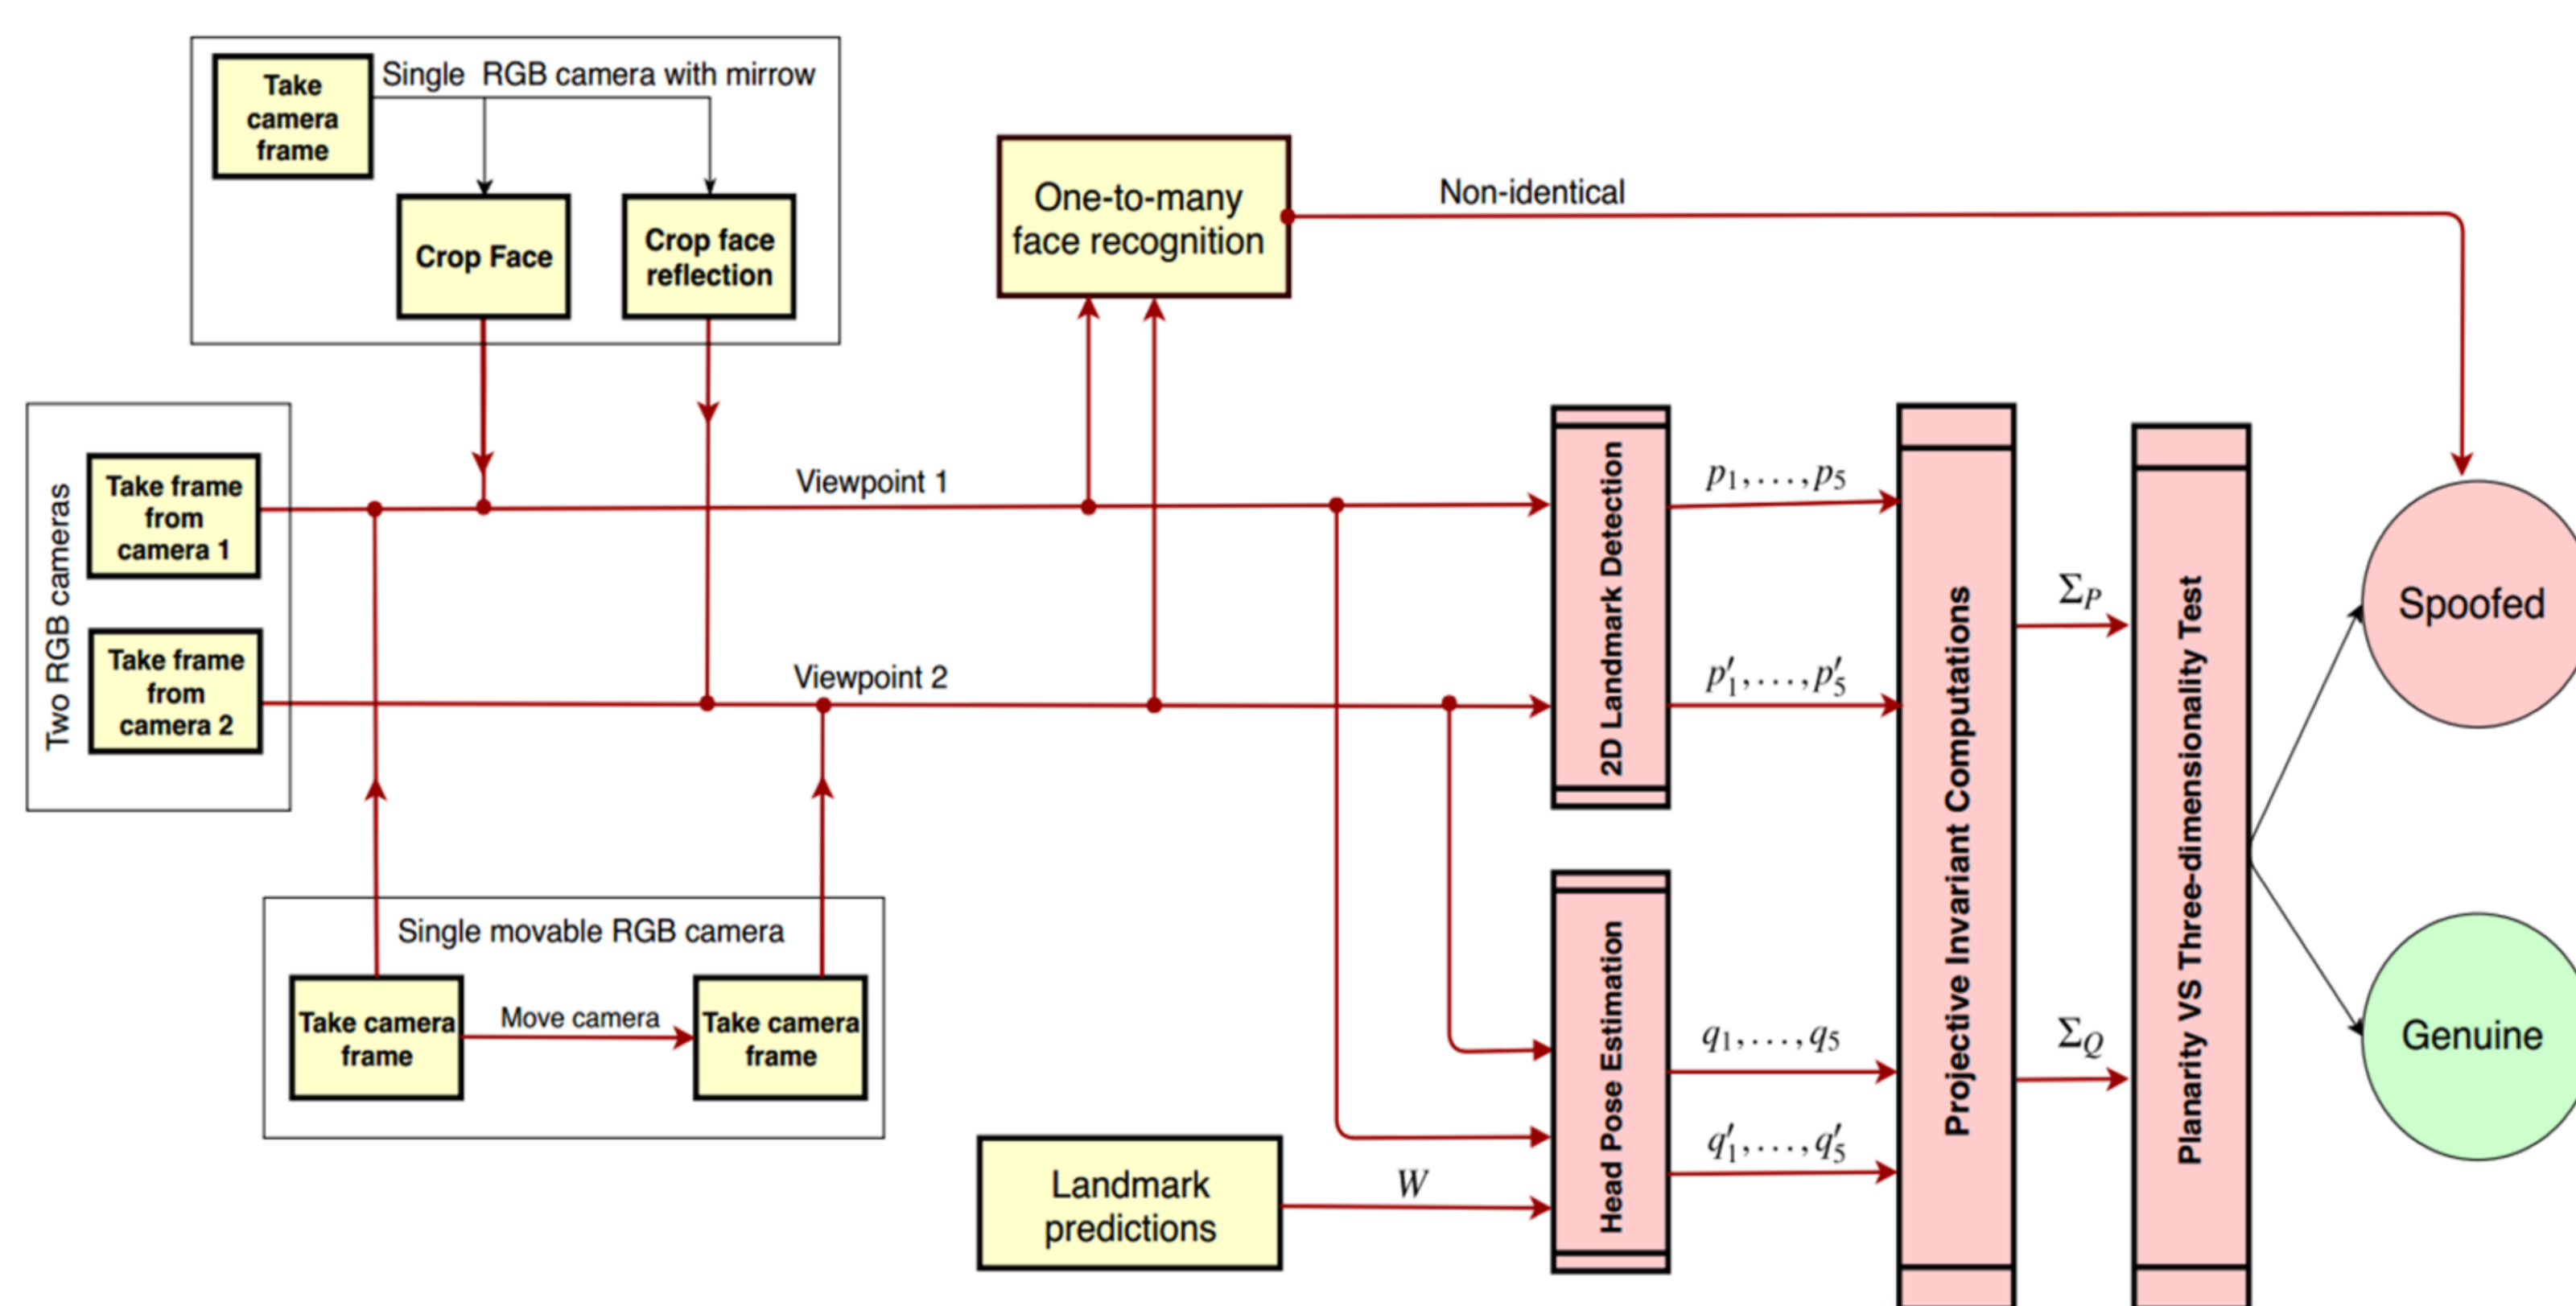 Single RGB camera with mirrow
Take
camera
frame
Crop Face
Crop face
reflection
One-to-many
face recognition
Non-identical
Two RGB cameras
Take frame
from
camera 1
Take frame
from
camera 2
Viewpoint 1
Viewpoint 2
Single movable RGB camera
Take camera
frame
Move camera
Take camera
frame
Landmark
predictions
W
2D Landmark Detection
Head Pose Estimation
p₁, . . . , p₅
p′₁, . . . , p′₅
q₁, . . . , q₅
q′₁, . . . , q′₅
Projective Invariant Computations
Σ_P
Σ_Q
Planarity VS Three-dimensionality Test
Spoofed
Genuine